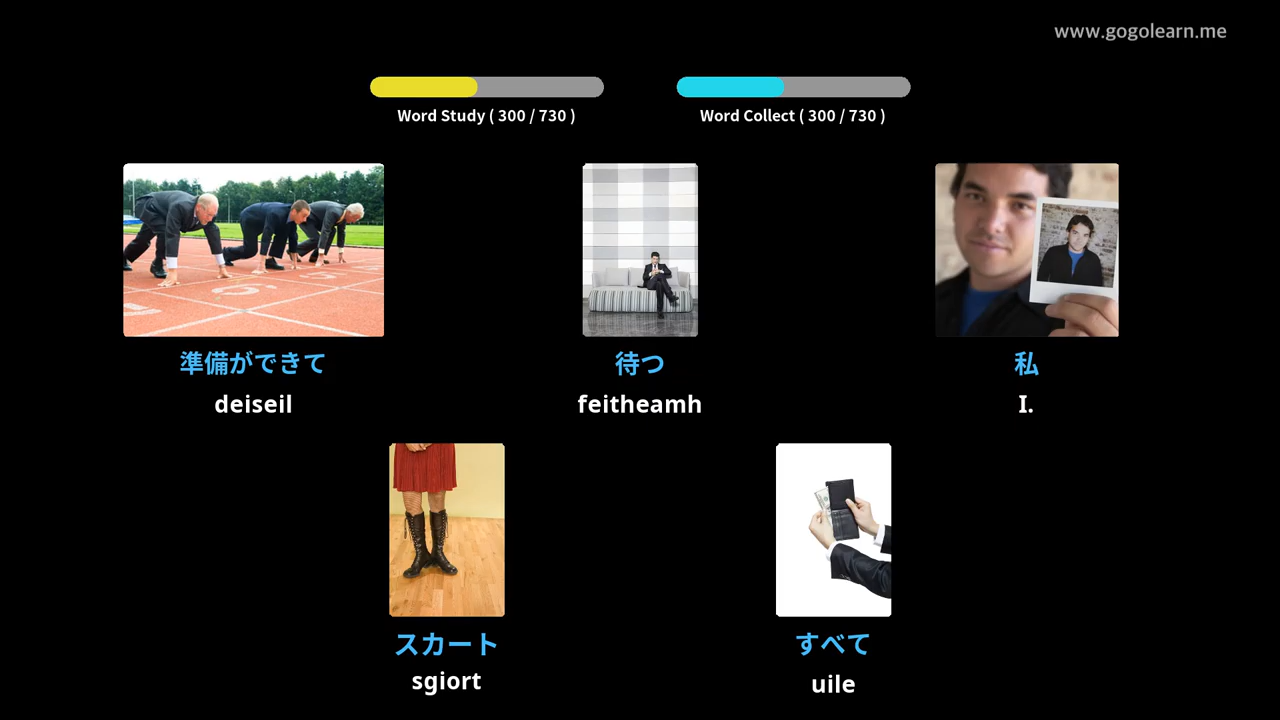 www.gogolearn.me
Word Study ( 300 / 730 )
Word Collect ( 300 / 730 )
準備ができて
deiseil
待つ
feitheamh
私
I.
スカート
sgiort
すべて
uile